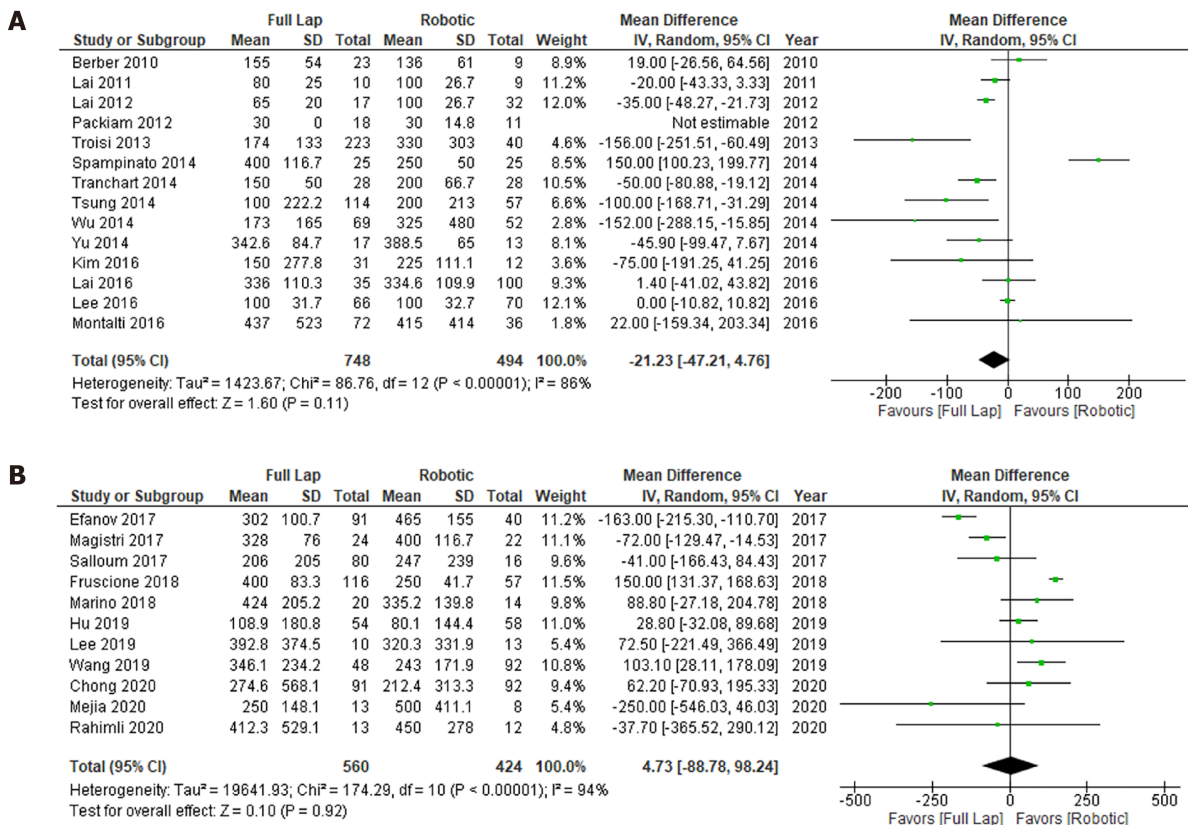 A
Full Lap Robotic Mean Difference Mean Difference
Study or Subgroup Mean SD Total Mean SD Total Weight IV, Random, 95% CI Year IV, Random, 95% CI
Berber 2010 155 54 23 136 61 9 8.9% 19.00 [-26.56, 64.56] 2010
Lai 2011 80 25 10 100 26.7 9 11.2% -20.00 [-43.33, 3.33] 2011
Lai 2012 65 20 17 100 26.7 32 12.0% -35.00 [-48.27, -21.73] 2012
Packiam 2012 30 0 18 30 14.8 11 Not estimable 2012
Troisi 2013 174 133 223 330 303 40 4.6% -156.00 [-251.51, -60.49] 2013
Spampinato 2014 400 116.7 25 250 50 25 8.5% 150.00 [100.23, 199.77] 2014
Tranchart 2014 150 50 28 200 66.7 28 10.5% -50.00 [-80.88, -19.12] 2014
Tsung 2014 100 222.2 114 200 213 57 6.6% -100.00 [-168.71, -31.29] 2014
Wu 2014 173 165 69 325 480 52 2.8% -152.00 [-288.15, -15.85] 2014
Yu 2014 342.6 84.7 17 388.5 65 13 8.1% -45.90 [-99.47, 7.67] 2014
Kim 2016 150 277.8 31 225 111.1 12 3.6% -75.00 [-191.25, 41.25] 2016
Lai 2016 336 110.3 35 334.6 109.9 100 9.3% 1.40 [-41.02, 43.82] 2016
Lee 2016 100 31.7 66 100 32.7 70 12.1% 0.00 [-10.82, 10.82] 2016
Montalti 2016 437 523 72 415 414 36 1.8% 22.00 [-159.34, 203.34] 2016
Total (95% CI) 748 494 100.0% -21.23 [-47.21, 4.76]
Heterogeneity: Tau² = 1423.67; Chi² = 86.76, df = 12 (P < 0.00001); I² = 86%
Test for overall effect: Z = 1.60 (P = 0.11)
-200 -100 0 100 200
Favours [Full Lap] Favours [Robotic]
B
Full Lap Robotic Mean Difference Mean Difference
Study or Subgroup Mean SD Total Mean SD Total Weight IV, Random, 95% CI Year IV, Random, 95% CI
Efanov 2017 302 100.7 91 465 155 40 11.2% -163.00 [-215.30, -110.70] 2017
Magistri 2017 328 76 24 400 116.7 22 11.1% -72.00 [-129.47, -14.53] 2017
Salloum 2017 206 205 80 247 239 16 9.6% -41.00 [-166.43, 84.43] 2017
Fruscione 2018 400 83.3 116 250 41.7 57 11.5% 150.00 [131.37, 168.63] 2018
Marino 2018 424 205.2 20 335.2 139.8 14 9.8% 88.80 [-27.18, 204.78] 2018
Hu 2019 108.9 180.8 54 80.1 144.4 58 11.0% 28.80 [-32.08, 89.68] 2019
Lee 2019 392.8 374.5 10 320.3 331.9 13 5.4% 72.50 [-221.49, 366.49] 2019
Wang 2019 346.1 234.2 48 243 171.9 92 10.8% 103.10 [28.11, 178.09] 2019
Chong 2020 274.6 568.1 91 212.4 313.3 92 9.4% 62.20 [-70.93, 195.33] 2020
Mejia 2020 250 148.1 13 500 411.1 8 5.4% -250.00 [-546.03, 46.03] 2020
Rahimli 2020 412.3 529.1 13 450 278 12 4.8% -37.70 [-365.52, 290.12] 2020
Total (95% CI) 560 424 100.0% 4.73 [-88.78, 98.24]
Heterogeneity: Tau² = 19641.93; Chi² = 174.29, df = 10 (P < 0.00001); I² = 94%
Test for overall effect: Z = 0.10 (P = 0.92)
-500 -250 0 250 500
Favors [Full Lap] Favors [Robotic]